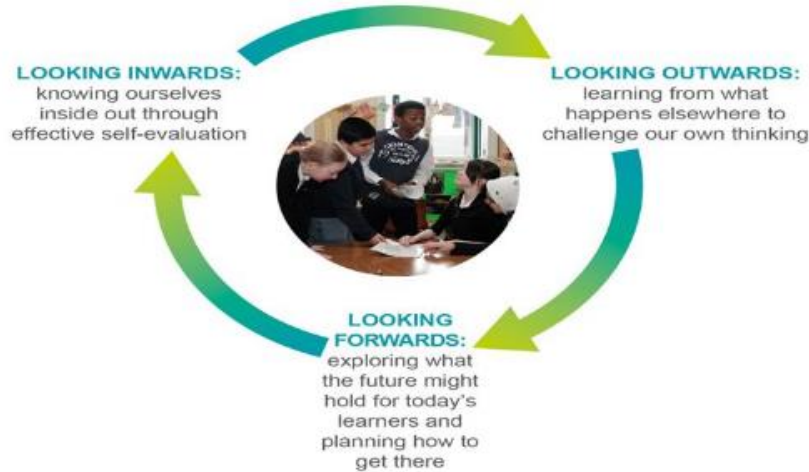 LOOKING INWARDS:
knowing ourselves
inside out through
effective self-evaluation
LOOKING OUTWARDS:
learning from what
happens elsewhere to
challenge our own thinking
LOOKING
FORWARDS:
exploring what
the future might
hold for today's
learners and
planning how to
get there